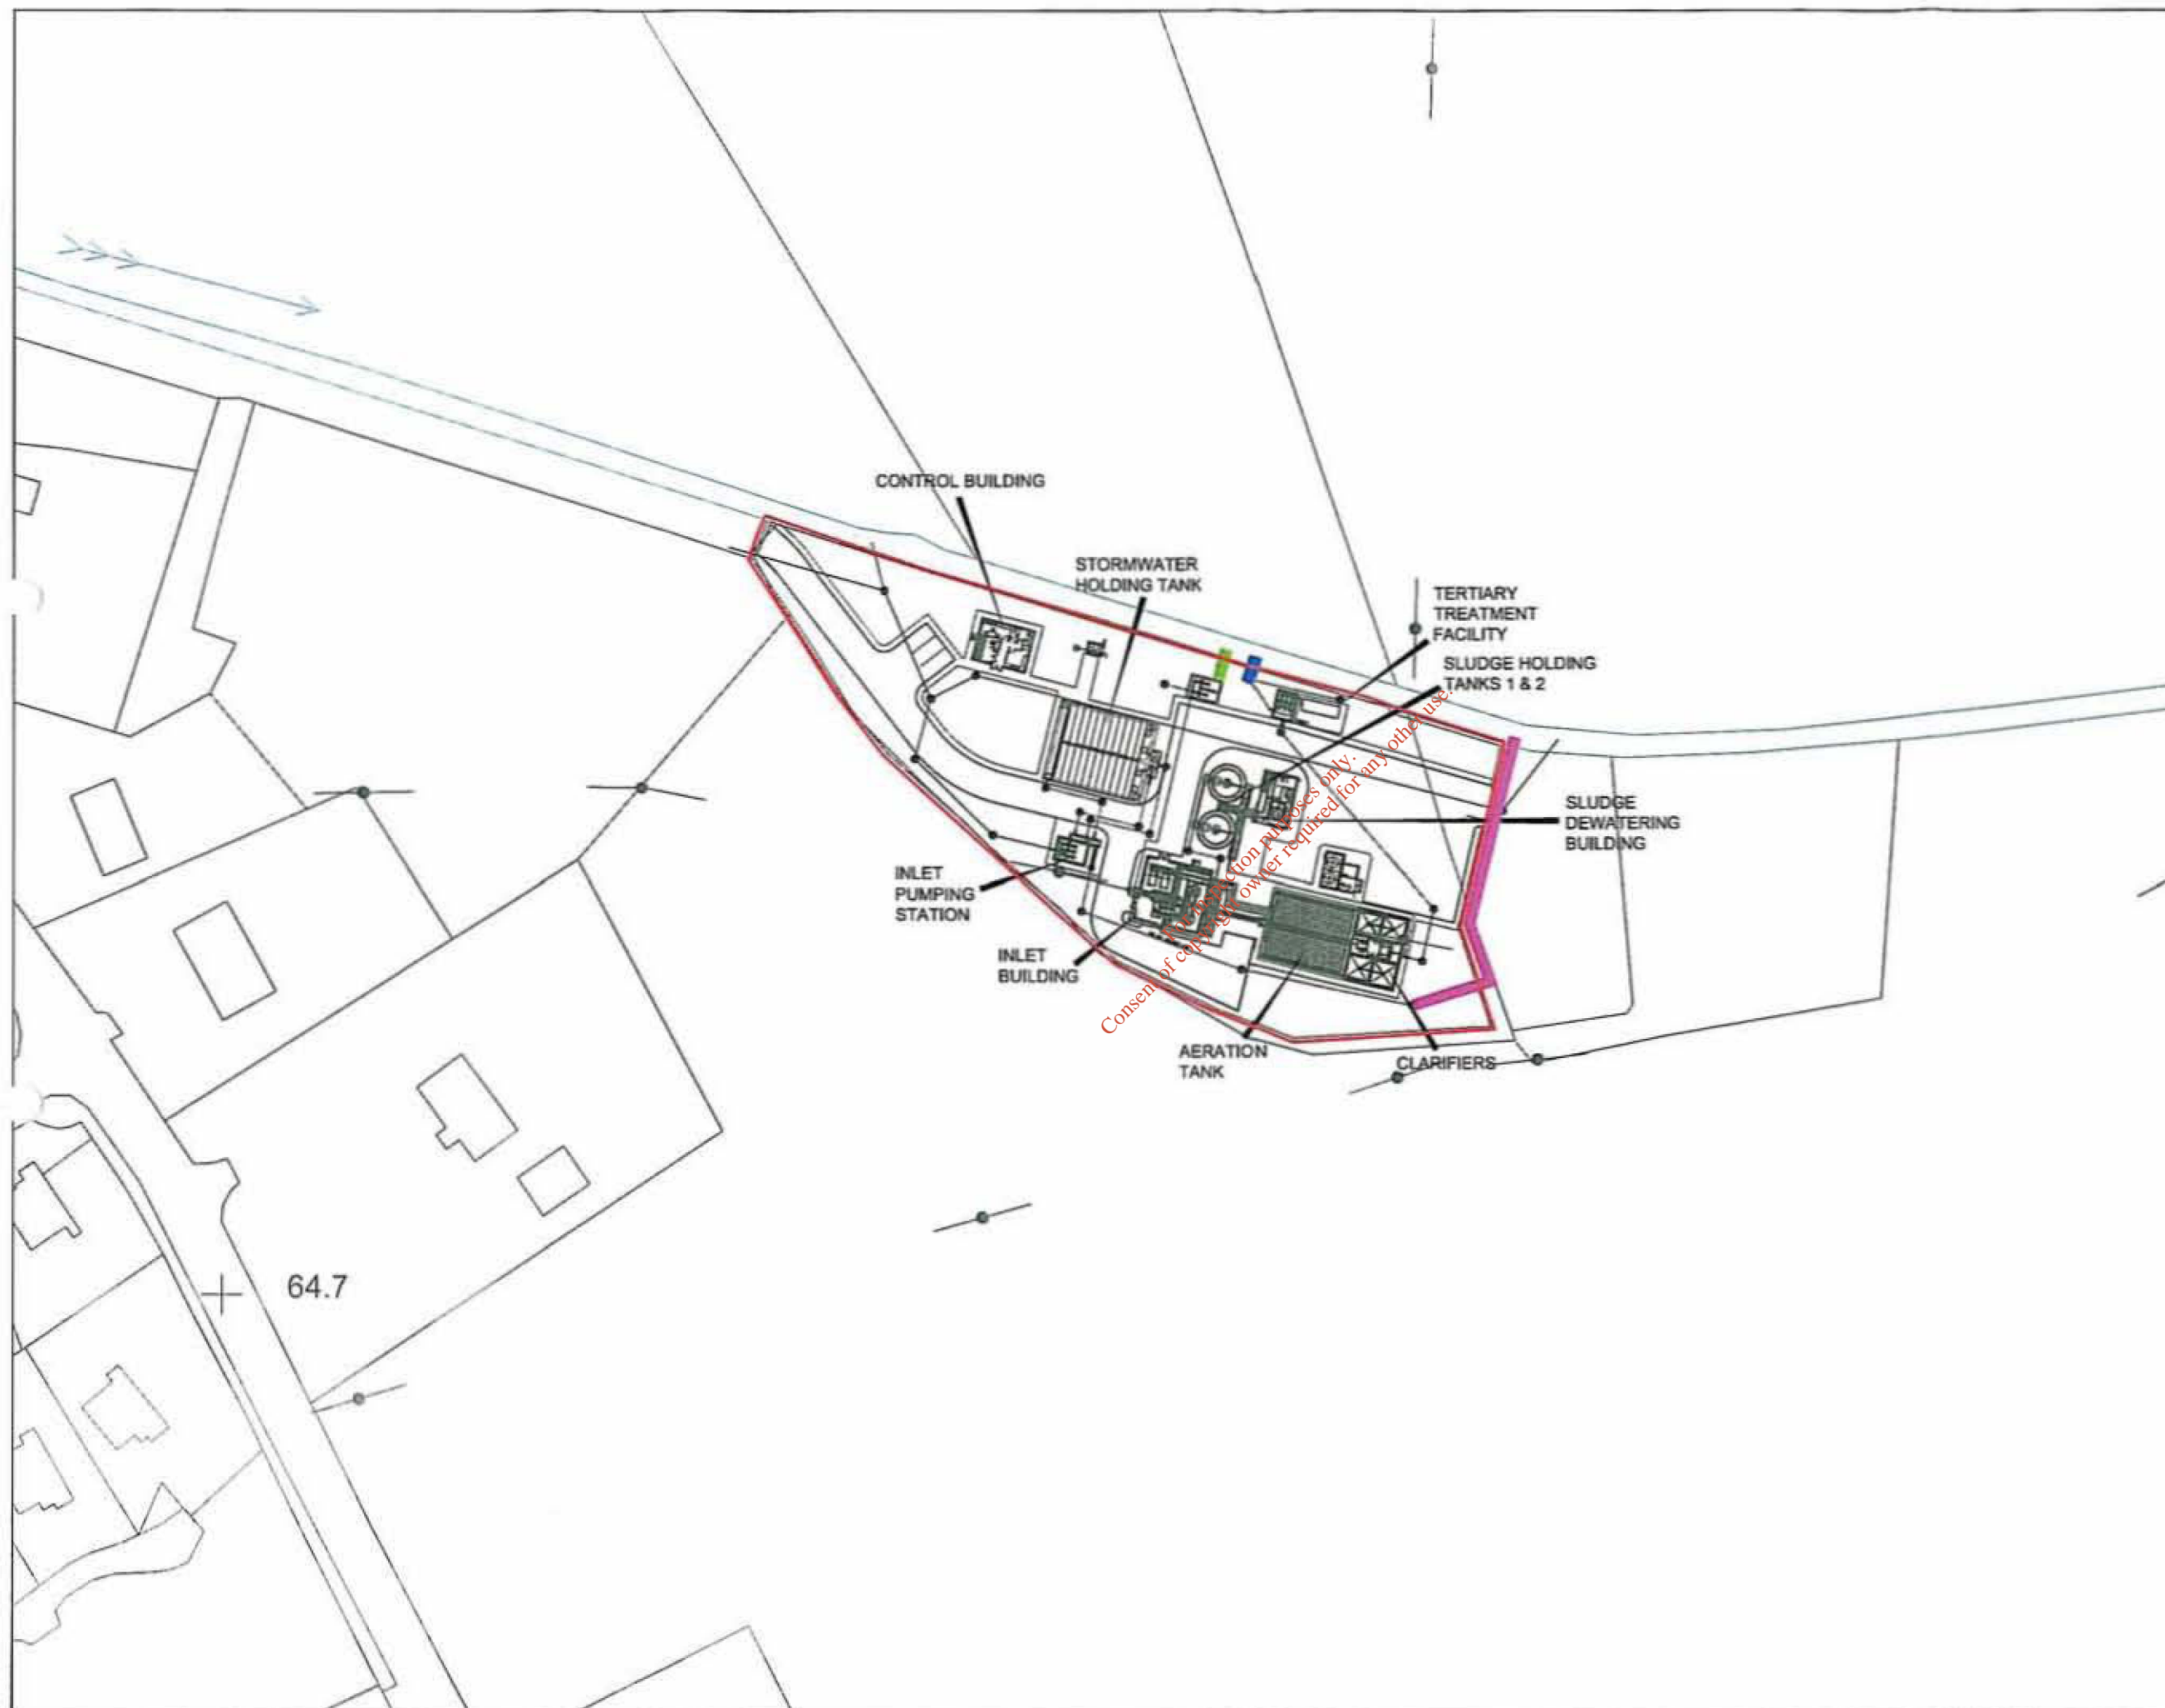 CONTROL BUILDING
STORMWATER
HOLDING TANK
TERTIARY
TREATMENT
FACILITY
SLUDGE HOLDING
TANKS 1 & 2
SLUDGE
DEWATERING
BUILDING
INLET
PUMPING
STATION
INLET
BUILDING
AERATION
TANK
CLARIFIERS
For inspection purposes only.
Consent of copyright owner required for any other use.
64.7